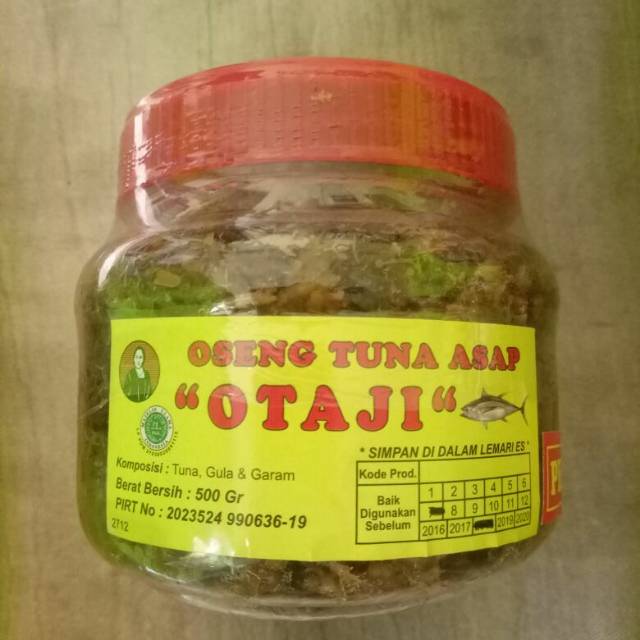 OSENG TUNA ASAP
"OTAJI"
* SIMPAN DI DALAM LEMARI ES *
Komposisi : Tuna, Gula & Garam
Berat Bersih : 500 Gr
PIRT No : 2023524 990636-19
2712
Kode Prod.
Baik Digunakan Sebelum
1 2 3 4 5 6
8 9 10 11 12
2016 2017 2019 2020